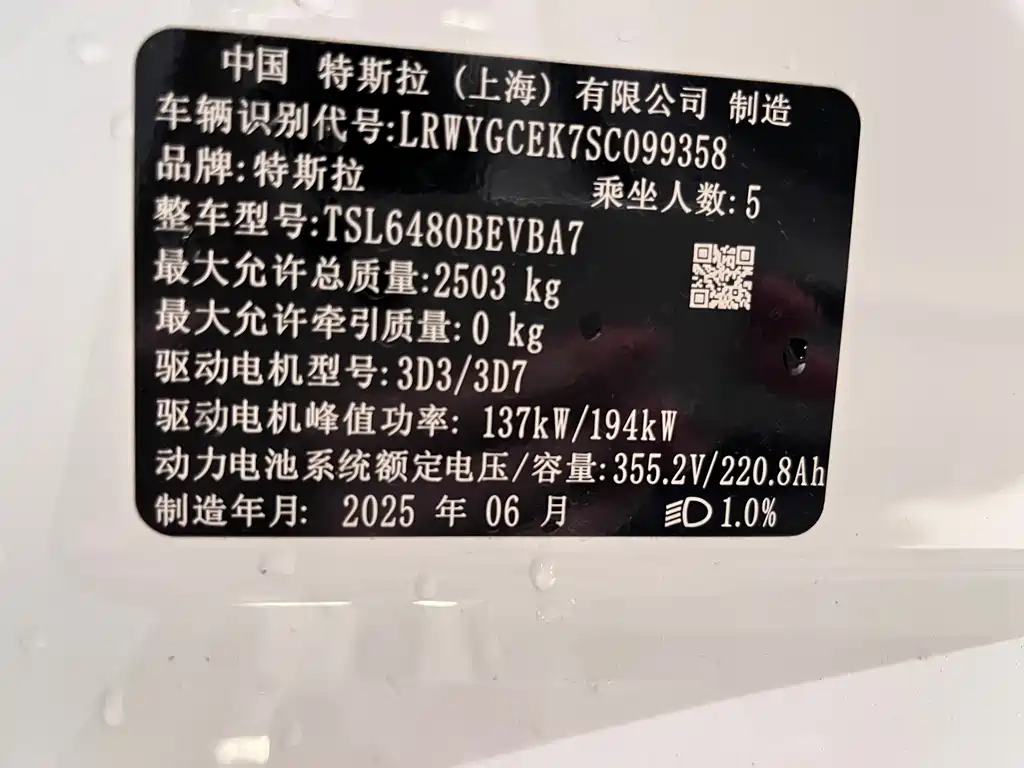 中国 特斯拉（上海）有限公司 制造
车辆识别代号:LRWYGCEK7SC099358
品牌:特斯拉 乘坐人数:5
整车型号:TSL6480BEVBA7
最大允许总质量:2503 kg
最大允许牵引质量:0 kg
驱动电机型号:3D3/3D7
驱动电机峰值功率: 137kW/194kW
动力电池系统额定电压/容量:355.2V/220.8Ah
制造年月: 2025 年 06 月 1.0%